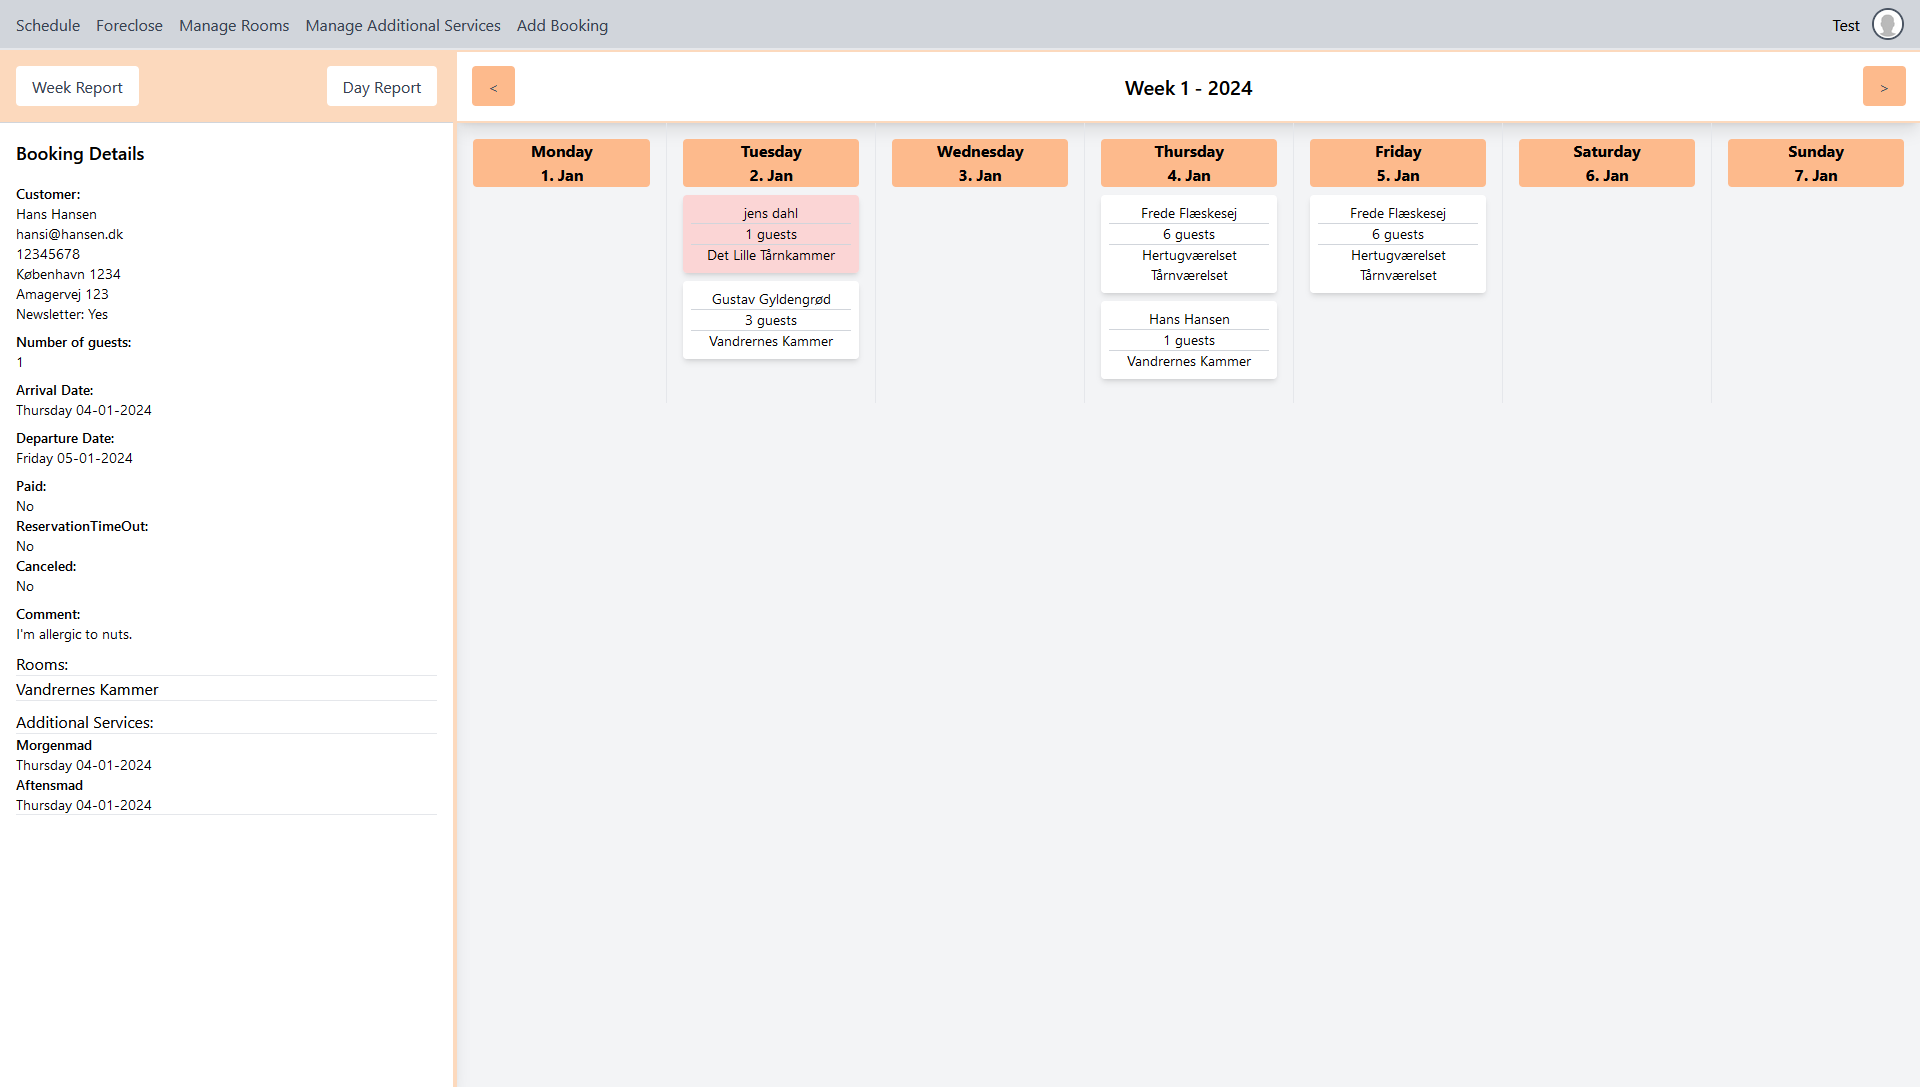 Schedule Foreclose Manage Rooms Manage Additional Services Add Booking Test
Week Report Day Report
< Week 1 - 2024 >
Booking Details
Customer:
Hans Hansen
hansi@hansen.dk
12345678
København 1234
Amagervej 123
Newsletter: Yes
Number of guests:
1
Arrival Date:
Thursday 04-01-2024
Departure Date:
Friday 05-01-2024
Paid:
No
ReservationTimeOut:
No
Canceled:
No
Comment:
I'm allergic to nuts.
Rooms:
Vandrernes Kammer
Additional Services:
Morgenmad
Thursday 04-01-2024
Aftensmad
Thursday 04-01-2024
Monday
1. Jan
Tuesday
2. Jan
jens dahl
1 guests
Det Lille Tårnkammer
Gustav Gyldengrød
3 guests
Vandrernes Kammer
Wednesday
3. Jan
Thursday
4. Jan
Frede Flæskesej
6 guests
Hertugværelset
Tårnværelset
Hans Hansen
1 guests
Vandrernes Kammer
Friday
5. Jan
Frede Flæskesej
6 guests
Hertugværelset
Tårnværelset
Saturday
6. Jan
Sunday
7. Jan